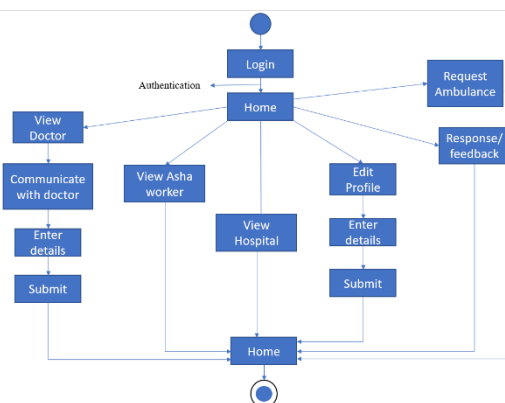 Login
Authentication
Home
Request
Ambulance
View
Doctor
Response/
feedback
Communicate
with doctor
View Asha
worker
Edit
Profile
View
Hospital
Enter
details
Enter
details
Submit
Submit
Home